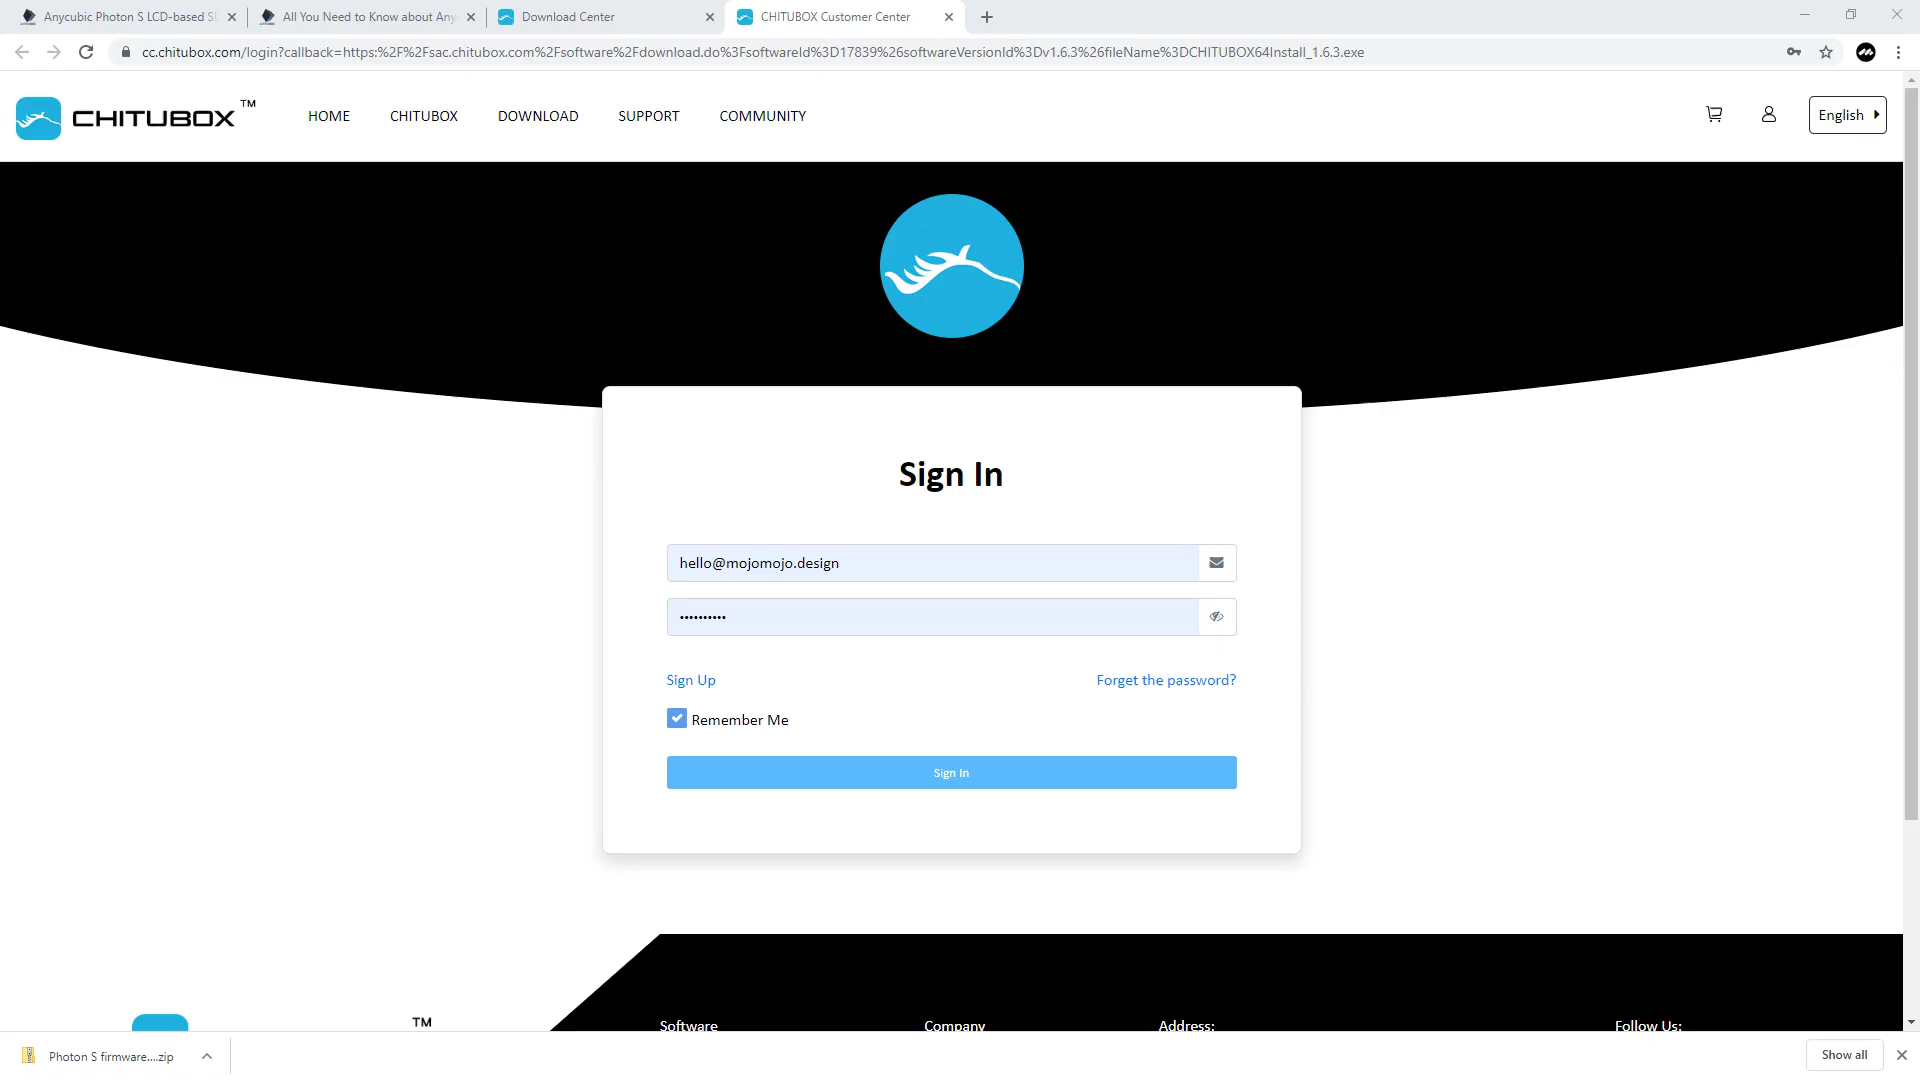 Anycubic Photon S LCD-based SL
All You Need to Know about Any
Download Center
CHITUBOX Customer Center
cc.chitubox.com/login?callback=https:%2F%2Fsac.chitubox.com%2Fsoftware%2Fdownload.do%3FsoftwareId%3D17839%26softwareVersionId%3Dv1.6.3%26fileName%3DCHITUBOX64Install_1.6.3.exe
CHITUBOX TM
HOME
CHITUBOX
DOWNLOAD
SUPPORT
COMMUNITY
English
Sign In
hello@mojomojo.design
••••••••••
Sign Up
Forget the password?
Remember Me
Sign In
TM
Software
Company
Address:
Follow Us:
Photon S firmware....zip
Show all